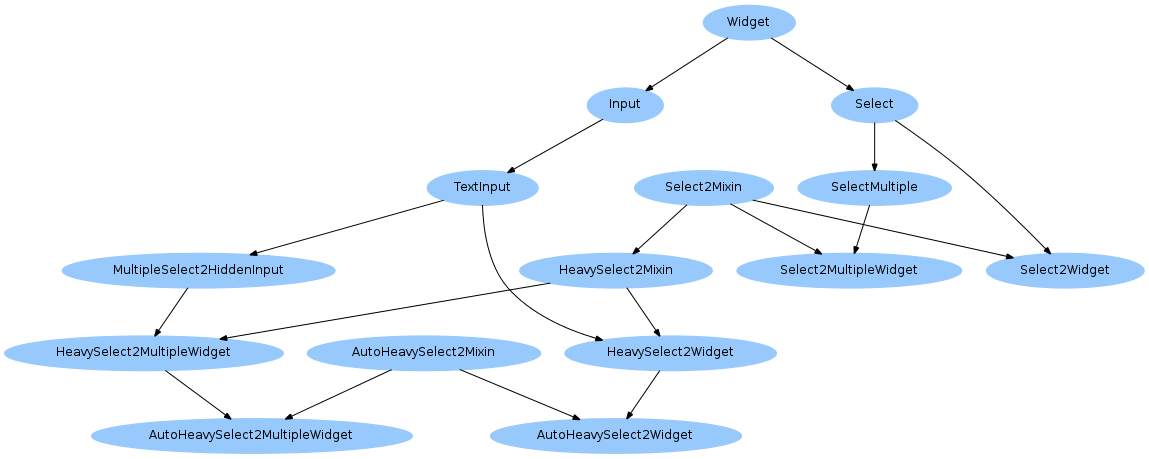 Widget
Input
Select
TextInput
Select2Mixin
SelectMultiple
MultipleSelect2HiddenInput
HeavySelect2Mixin
Select2MultipleWidget
Select2Widget
HeavySelect2MultipleWidget
AutoHeavySelect2Mixin
HeavySelect2Widget
AutoHeavySelect2MultipleWidget
AutoHeavySelect2Widget